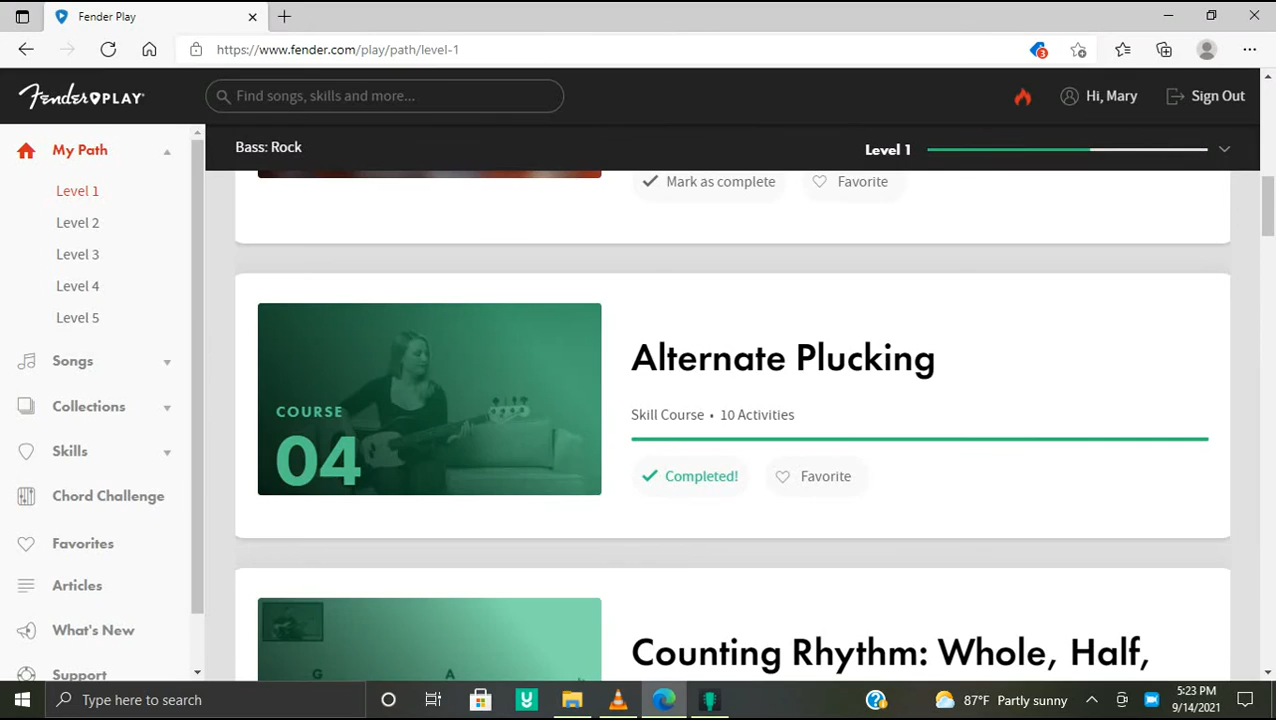 Fender Play
https://www.fender.com/play/path/level-1
3
Fender PLAY
Find songs, skills and more...
Hi, Mary
Sign Out
My Path
Level 1
Level 2
Level 3
Level 4
Level 5
Songs
Collections
Skills
Chord Challenge
Favorites
Articles
What's New
Support
Bass: Rock
Level 1
Mark as complete
Favorite
COURSE
04
Alternate Plucking
Skill Course • 10 Activities
Completed!
Favorite
G A
Counting Rhythm: Whole, Half,
Type here to search
87°F Partly sunny
5:23 PM
9/14/2021